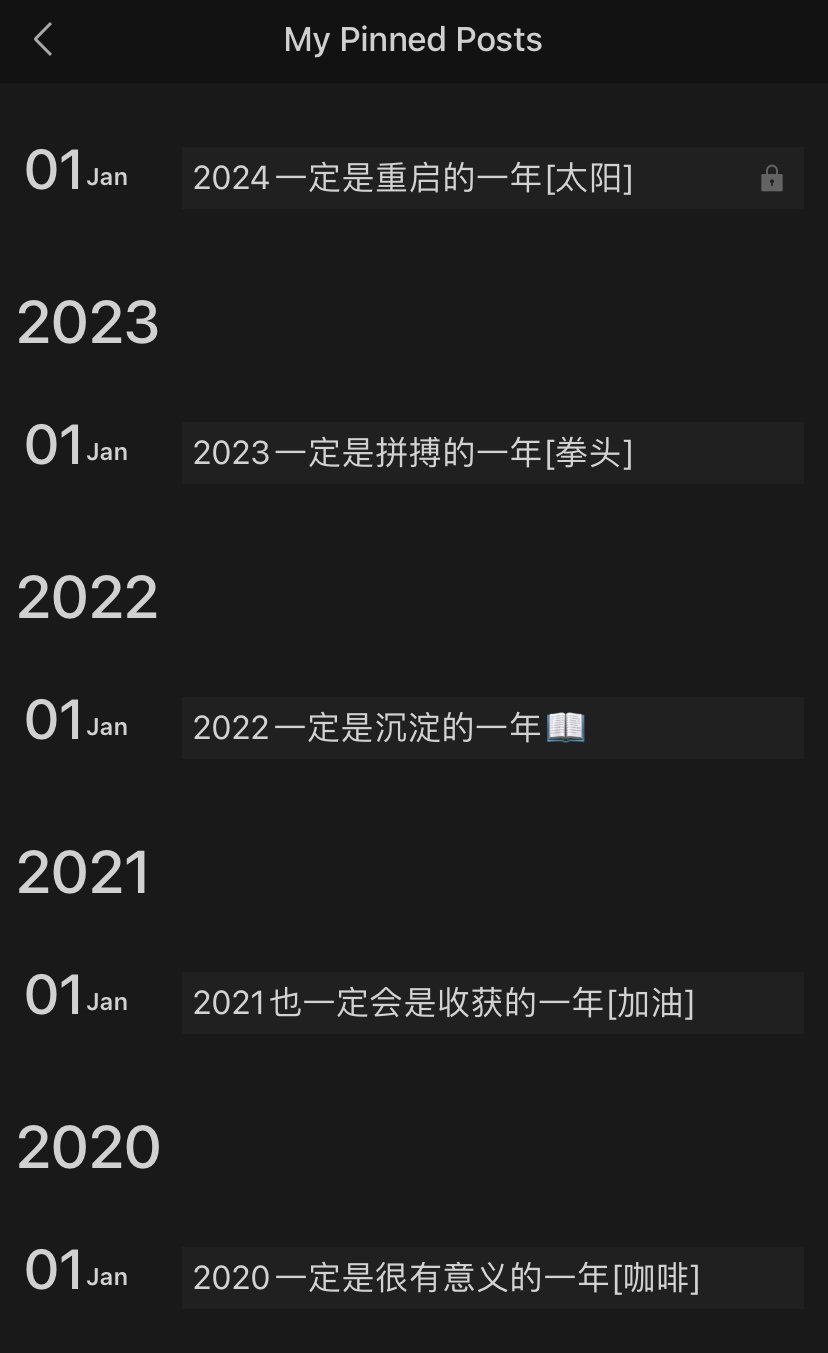 My Pinned Posts
01 Jan
2024一定是重启的一年[太阳]
2023
01 Jan
2023一定是拼搏的一年[拳头]
2022
01 Jan
2022一定是沉淀的一年📖
2021
01 Jan
2021也一定会是收获的一年[加油]
2020
01 Jan
2020一定是很有意义的一年[咖啡]